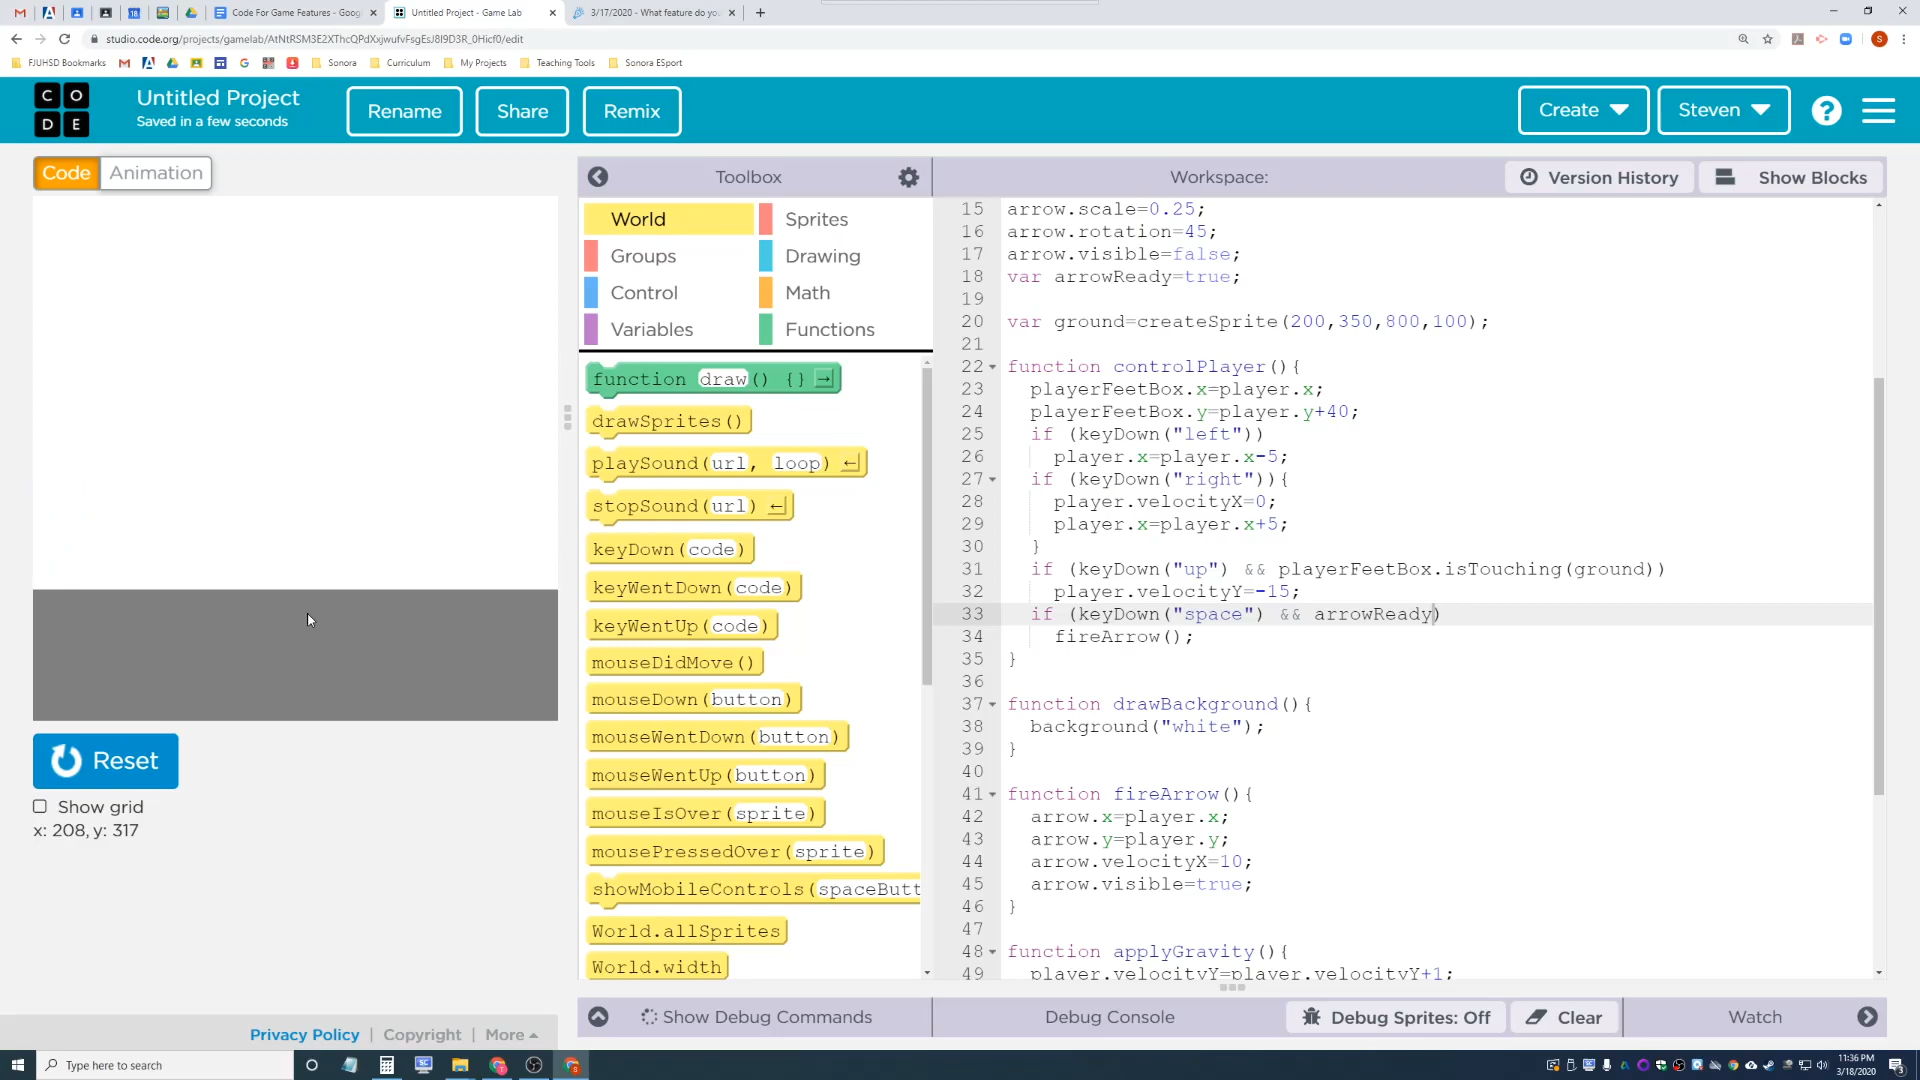 Code For Game Features - Goog
Untitled Project - Game Lab
3/17/2020 - What feature do you
studio.code.org/projects/gamelab/AtNtRSM3E2XThcQPdXxjwufvFsgEsJ8I9D3R_0Hicf0/edit
FJUHSD Bookmarks
Sonora
Curriculum
My Projects
Teaching Tools
Sonora ESport
C O
D E
Untitled Project
Saved in a few seconds
Rename
Share
Remix
Create
Steven
?
Code
Animation
Toolbox
Workspace:
Version History
Show Blocks
World
Sprites
Groups
Drawing
Control
Math
Variables
Functions
function draw() {}
drawSprites()
playSound(url, loop)
stopSound(url)
keyDown(code)
keyWentDown(code)
keyWentUp(code)
mouseDidMove()
mouseDown(button)
mouseWentDown(button)
mouseWentUp(button)
mouseIsOver(sprite)
mousePressedOver(sprite)
showMobileControls(spaceButt
World.allSprites
World.width
15 arrow.scale=0.25;
16 arrow.rotation=45;
17 arrow.visible=false;
18 var arrowReady=true;
19
20 var ground=createSprite(200,350,800,100);
21
22 function controlPlayer(){
23 playerFeetBox.x=player.x;
24 playerFeetBox.y=player.y+40;
25 if (keyDown("left"))
26 player.x=player.x-5;
27 if (keyDown("right")){
28 player.velocityX=0;
29 player.x=player.x+5;
30 }
31 if (keyDown("up") && playerFeetBox.isTouching(ground))
32 player.velocityY=-15;
33 if (keyDown("space") && arrowReady)
34 fireArrow();
35 }
36
37 function drawBackground(){
38 background("white");
39 }
40
41 function fireArrow(){
42 arrow.x=player.x;
43 arrow.y=player.y;
44 arrow.velocityX=10;
45 arrow.visible=true;
46 }
47
48 function applyGravity(){
49 player.velocityY=player.velocityY+1;
Reset
Show grid
x: 208, y: 317
Privacy Policy | Copyright | More
Show Debug Commands
Debug Console
Debug Sprites: Off
Clear
Watch
Type here to search
11:36 PM
3/18/2020